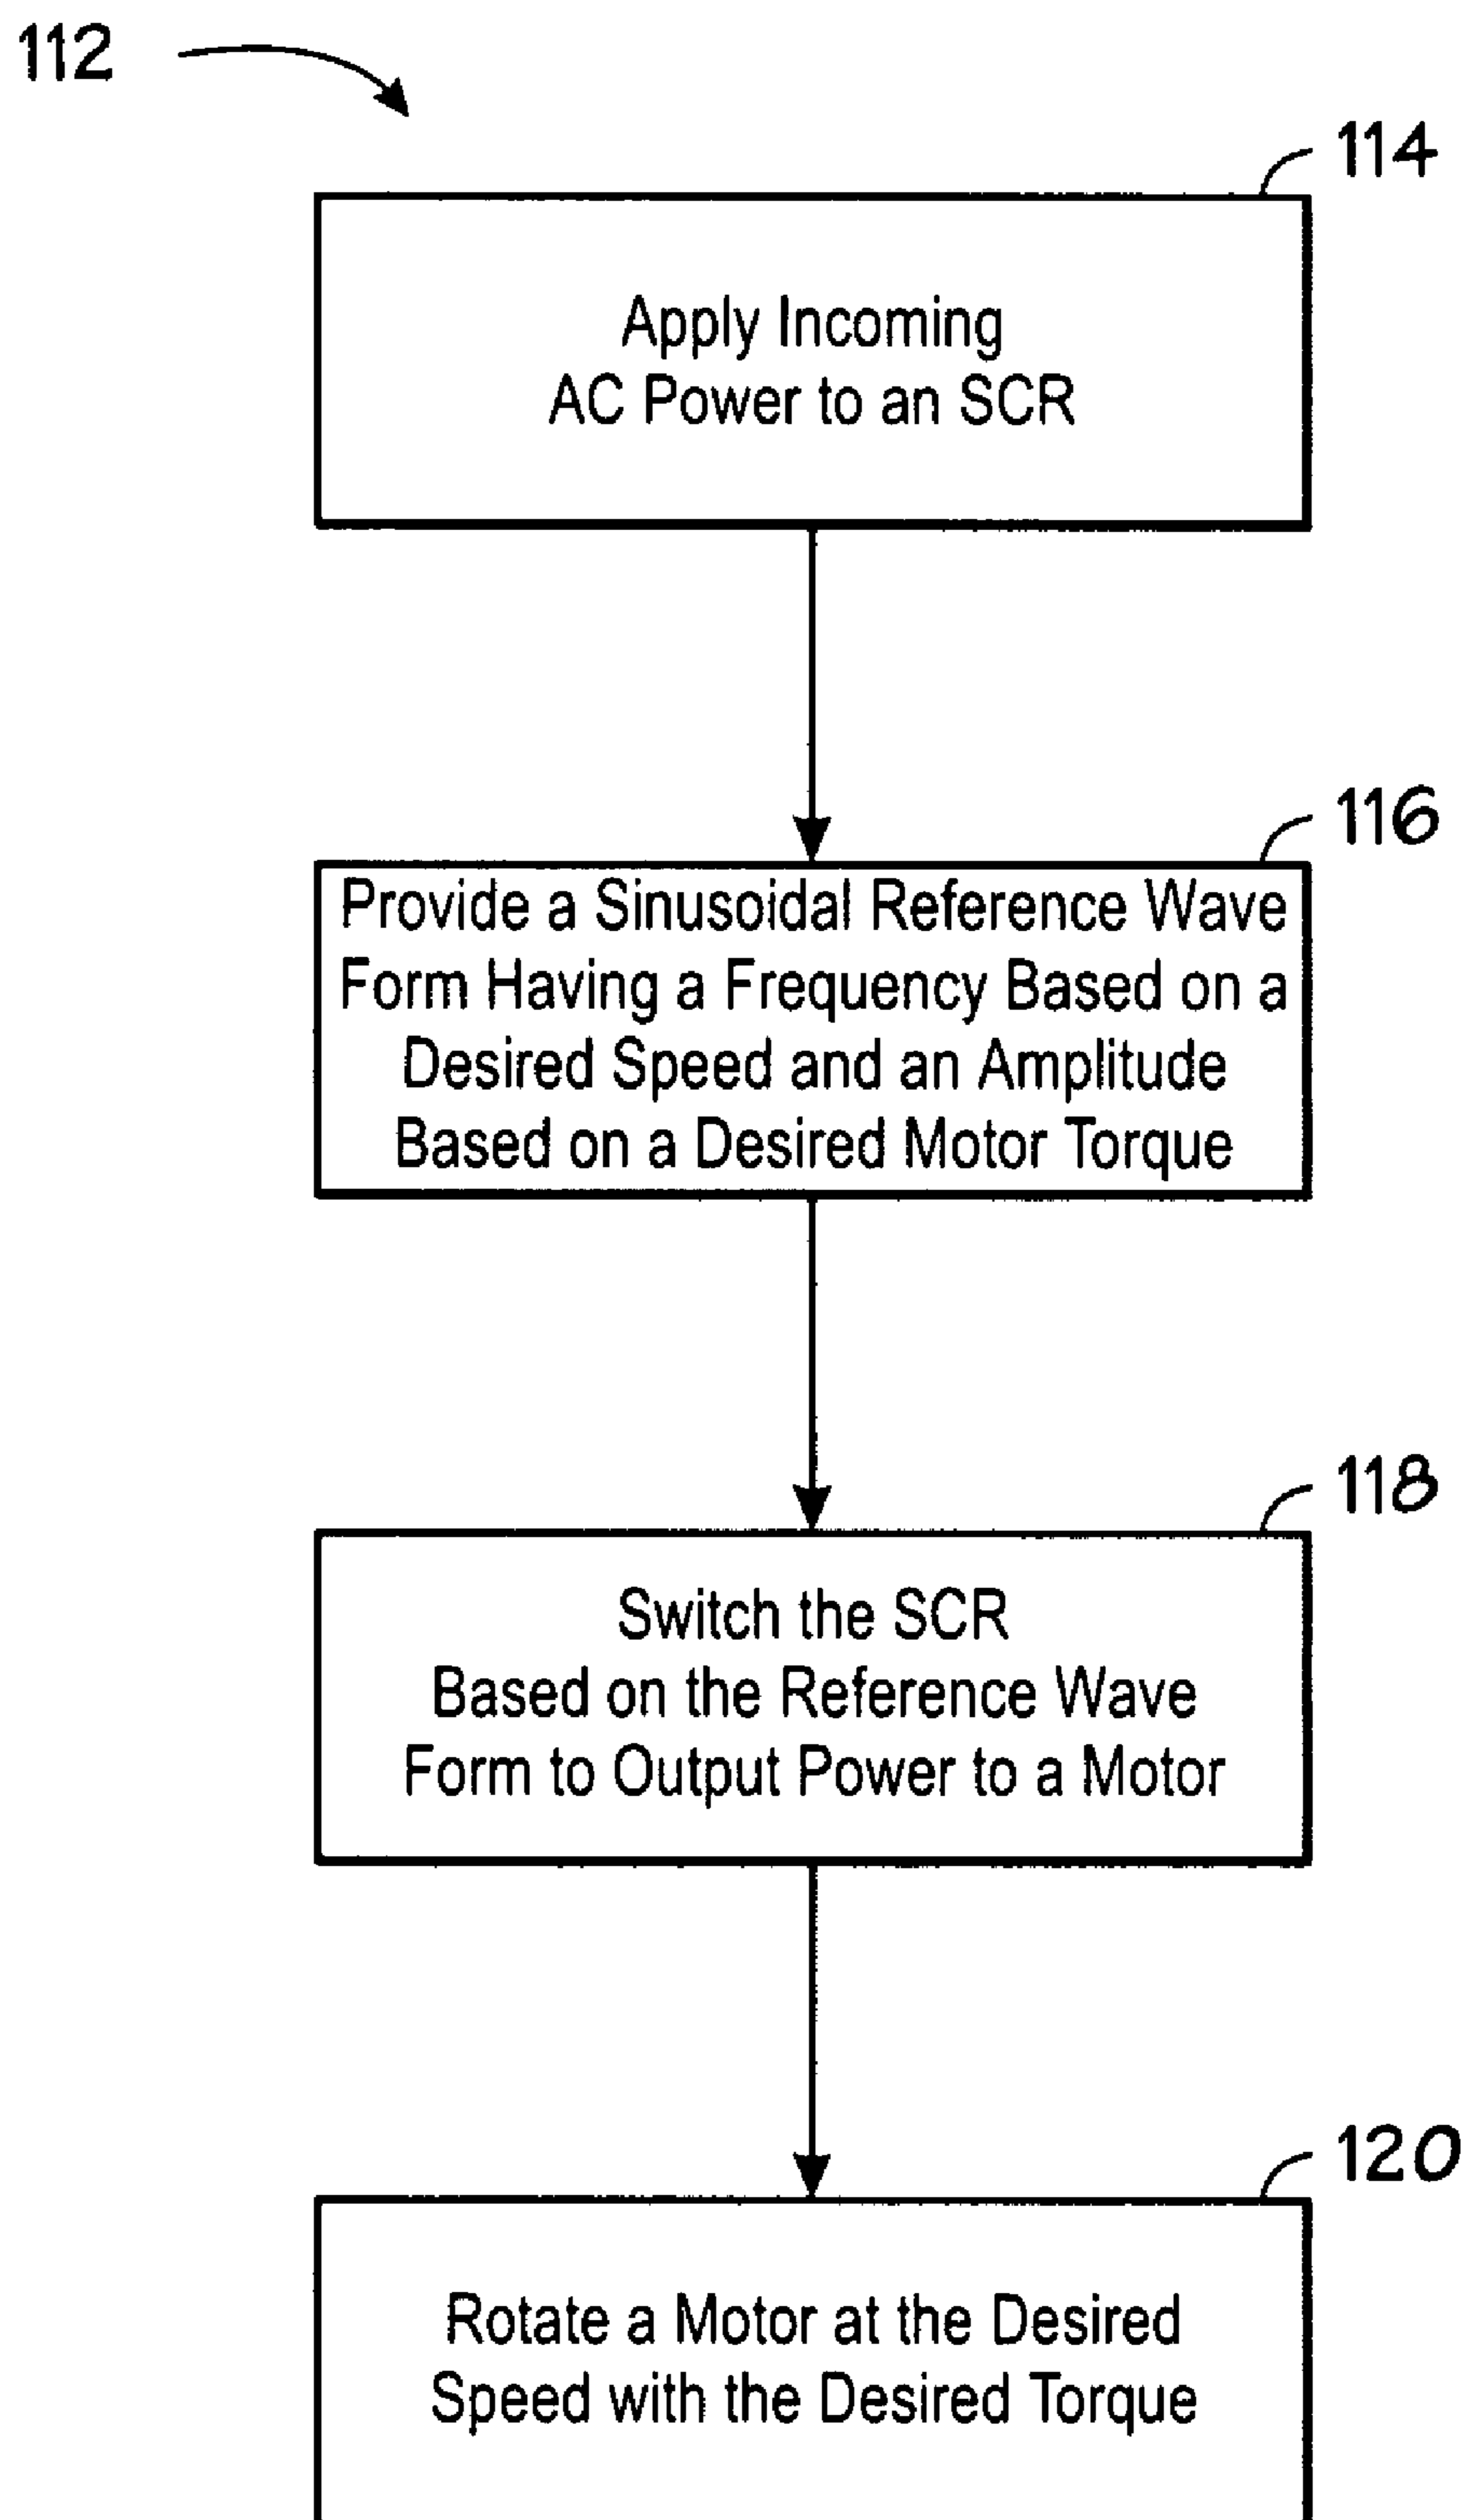 112
114
Apply Incoming
AC Power to an SCR
116
Provide a Sinusoidal Reference Wave
Form Having a Frequency Based on a
Desired Speed and an Amplitude
Based on a Desired Motor Torque
118
Switch the SCR
Based on the Reference Wave
Form to Output Power to a Motor
120
Rotate a Motor at the Desired
Speed with the Desired Torque